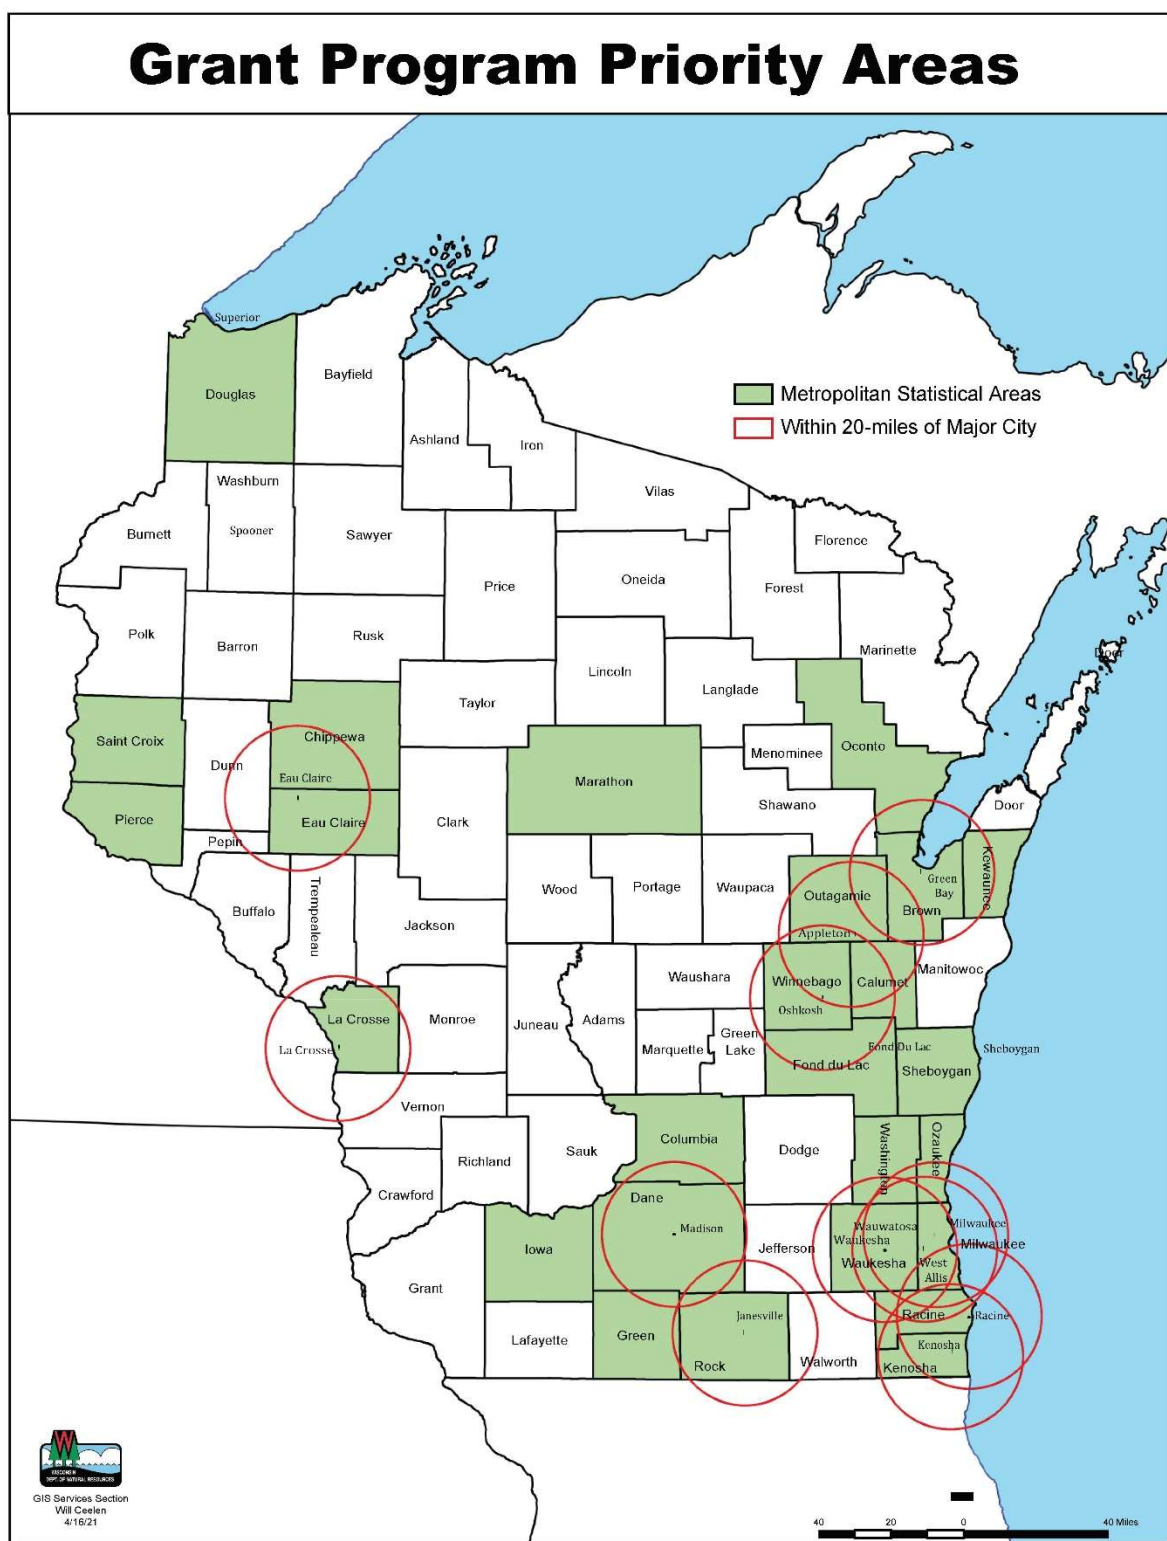 Grant Program Priority Areas
Superior
Douglas
Bayfield
Ashland
Iron
Metropolitan Statistical Areas
Within 20-miles of Major City
Washburn
Vilas
Burnett
Spooner
Sawyer
Florence
Price
Oneida
Forest
Polk
Barron
Rusk
Marinette
Door
Lincoln
Langlade
Taylor
Saint Croix
Chippewa
Dunn
Oconto
Menominee
Eau Claire
Marathon
Shawano
Door
Pierce
Eau Claire
Clark
Pepin
Kewaunee
Green
Bay
Wood
Portage
Waupaca
Outagamie
Brown
Buffalo
Trempealeau
Jackson
Appleton
Waushara
Winnebago
Calumet
Manitowoc
Oshkosh
La Crosse
Monroe
Juneau
Adams
Green
Lake
Marquette
La Crosse
Fond Du Lac
Sheboygan
Fond du Lac
Sheboygan
Vernon
Columbia
Dodge
Washington
Ozaukee
Sauk
Richland
Crawford
Dane
Madison
Wauwatosa
Milwaukee
Waukesha
Iowa
Jefferson
Milwaukee
Waukesha
West
Allis
Grant
Janesville
Racine
Racine
Lafayette
Green
Kenosha
Rock
Walworth
Kenosha
WISCONSIN
DEPT. OF NATURAL RESOURCES
GIS Services Section
Will Ceelen
4/16/21
40 20 0 40 Miles